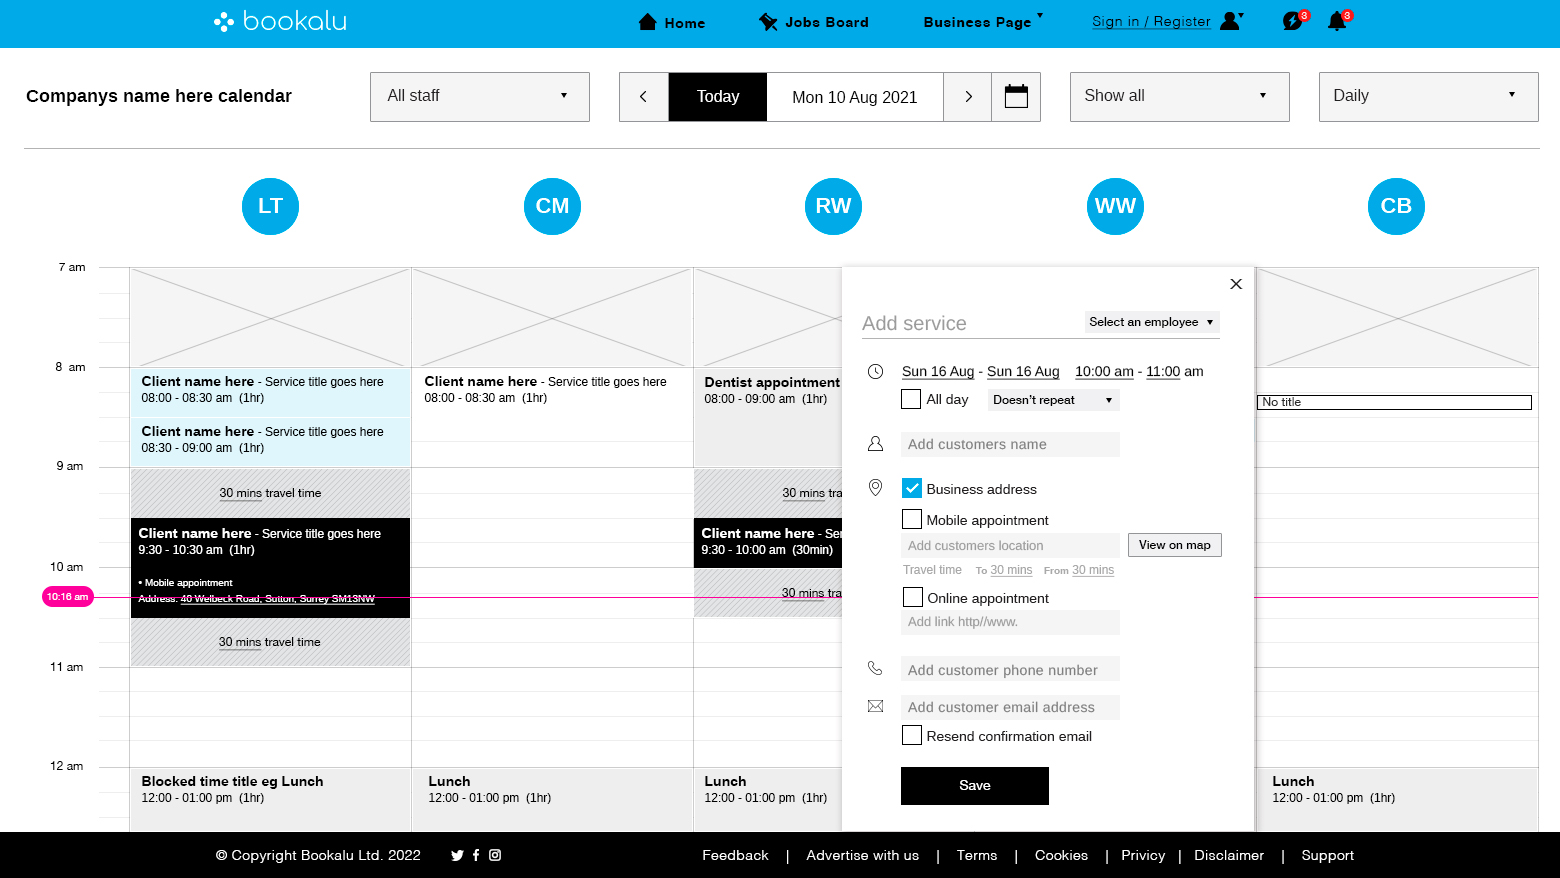 bookalu
Home
Jobs Board
Business Page
Sign in / Register
3
3
Companys name here calendar
All staff
Today
Mon 10 Aug 2021
Show all
Daily
LT
CM
RW
WW
CB
7 am
8 am
9 am
10 am
10:16 am
11 am
12 am
Client name here - Service title goes here
08:00 - 08:30 am (1hr)
Client name here - Service title goes here
08:30 - 09:00 am (1hr)
30 mins travel time
Client name here - Service title goes here
9:30 - 10:30 am (1hr)
• Mobile appointment
Address: 40 Welbeck Road, Sutton, Surrey SM13NW
30 mins travel time
Blocked time title eg Lunch
12:00 - 01:00 pm (1hr)
Client name here - Service title goes here
08:00 - 08:30 am (1hr)
Lunch
12:00 - 01:00 pm (1hr)
Dentist appointment
08:00 - 09:00 am (1hr)
30 mins tra
Client name here - Se
9:30 - 10:00 am (30min)
30 mins tra
Lunch
12:00 - 01:00 pm (1hr)
Add service
Select an employee
Sun 16 Aug - Sun 16 Aug 10:00 am - 11:00 am
All day
Doesn't repeat
Add customers name
Business address
Mobile appointment
Add customers location
View on map
Travel time To 30 mins From 30 mins
Online appointment
Add link http//www.
Add customer phone number
Add customer email address
Resend confirmation email
Save
No title
Lunch
12:00 - 01:00 pm (1hr)
© Copyright Bookalu Ltd. 2022
Feedback | Advertise with us | Terms | Cookies | Privacy | Disclaimer | Support